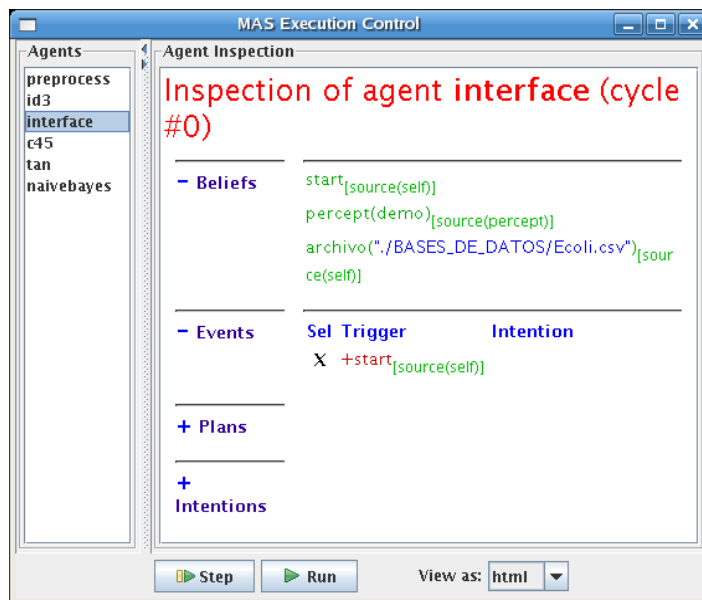 MAS Execution Control
Agents
preprocess
id3
interface
c45
tan
naivebayes
Agent Inspection
Inspection of agent interface (cycle
#0)
− Beliefs
start[source(self)]
percept(demo)[source(percept)]
archivo("./BASES_DE_DATOS/Ecoli.csv")[sour
ce(self)]
− Events
Sel Trigger Intention
X +start[source(self)]
+ Plans
+
Intentions
Step Run View as: html